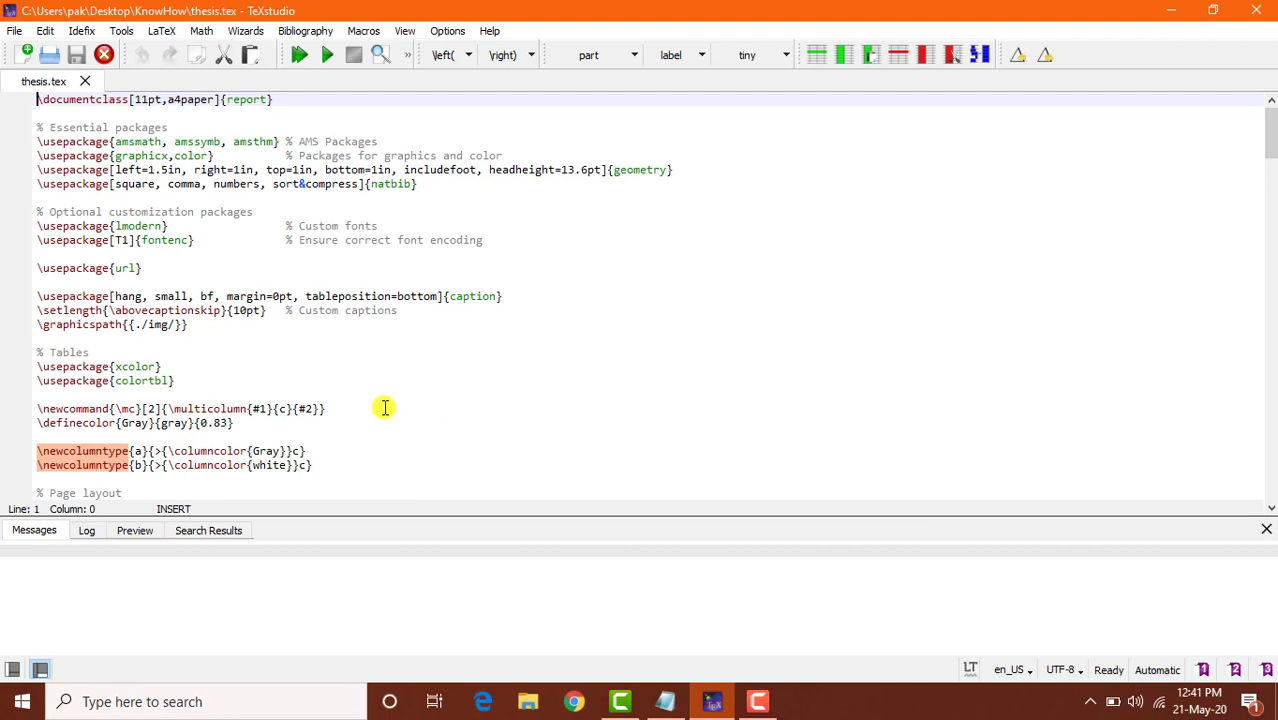 C:\Users\pak\Desktop\KnowHow\thesis.tex - TeXstudio
File Edit Idefix Tools LaTeX Math Wizards Bibliography Macros View Options Help
» \left( \right) part label tiny
thesis.tex
\documentclass[11pt,a4paper]{report}
% Essential packages
\usepackage{amsmath, amssymb, amsthm} % AMS Packages
\usepackage{graphicx,color} % Packages for graphics and color
\usepackage[left=1.5in, right=1in, top=1in, bottom=1in, includefoot, headheight=13.6pt]{geometry}
\usepackage[square, comma, numbers, sort&compress]{natbib}
% Optional customization packages
\usepackage{lmodern} % Custom fonts
\usepackage[T1]{fontenc} % Ensure correct font encoding
\usepackage{url}
\usepackage[hang, small, bf, margin=0pt, tableposition=bottom]{caption}
\setlength{\abovecaptionskip}{10pt} % Custom captions
\graphicspath{{./img/}}
% Tables
\usepackage{xcolor}
\usepackage{colortbl}
\newcommand{\mc}[2]{\multicolumn{#1}{c}{#2}}
\definecolor{Gray}{gray}{0.83}
\newcolumntype{a}{>{\columncolor{Gray}}c}
\newcolumntype{b}{>{\columncolor{white}}c}
% Page layout
Line: 1 Column: 0 INSERT
Messages Log Preview Search Results
LT en_US UTF-8 Ready Automatic 1 2 3
Type here to search
12:41 PM
21-May-20
1